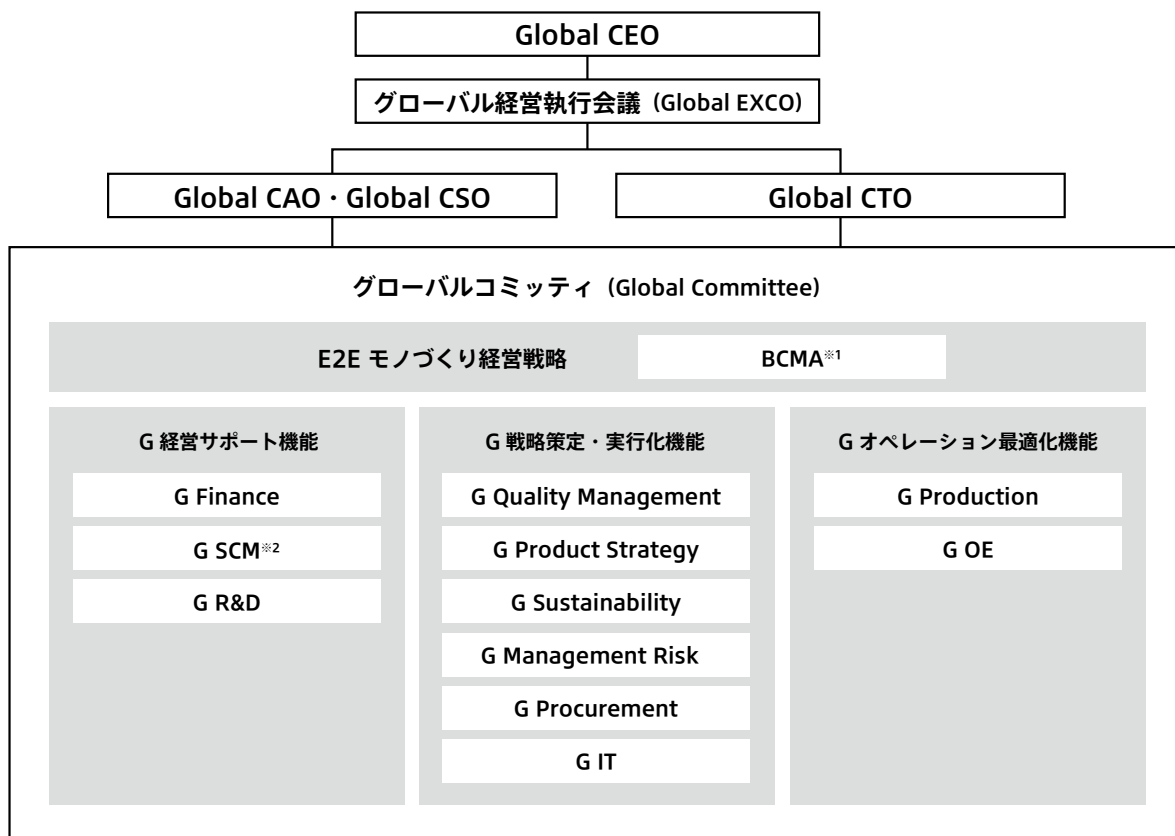 Global CEO
グローバル経営執行会議（Global EXCO）
Global CAO・Global CSO
Global CTO
グローバルコミッティ（Global Committee）
E2E モノづくり経営戦略
BCMA※1
G 経営サポート機能
G Finance
G SCM※2
G R&D
G 戦略策定・実行化機能
G Quality Management
G Product Strategy
G Sustainability
G Management Risk
G Procurement
G IT
G オペレーション最適化機能
G Production
G OE